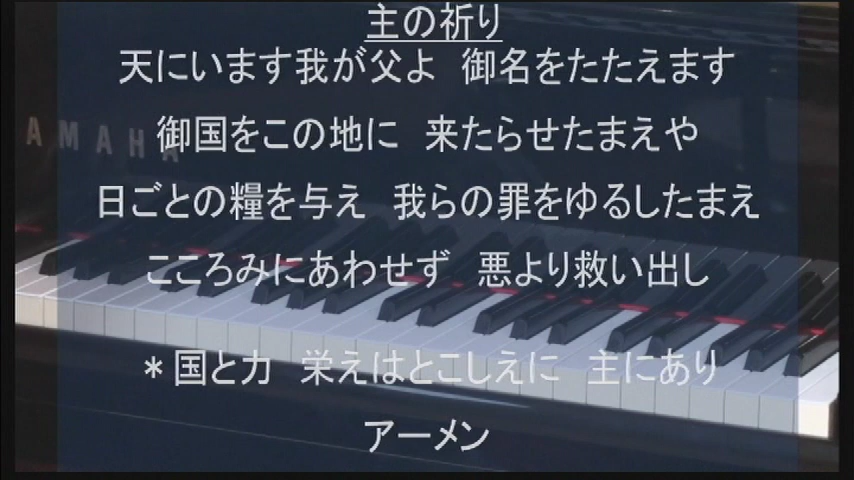 主の祈り
天にいます我が父よ　御名をたたえます
AMAHA
御国をこの地に　来たらせたまえや
日ごとの糧を与え　我らの罪をゆるしたまえ
こころみにあわせず　悪より救い出し
＊国と力　栄えはとこしえに　主にあり
アーメン